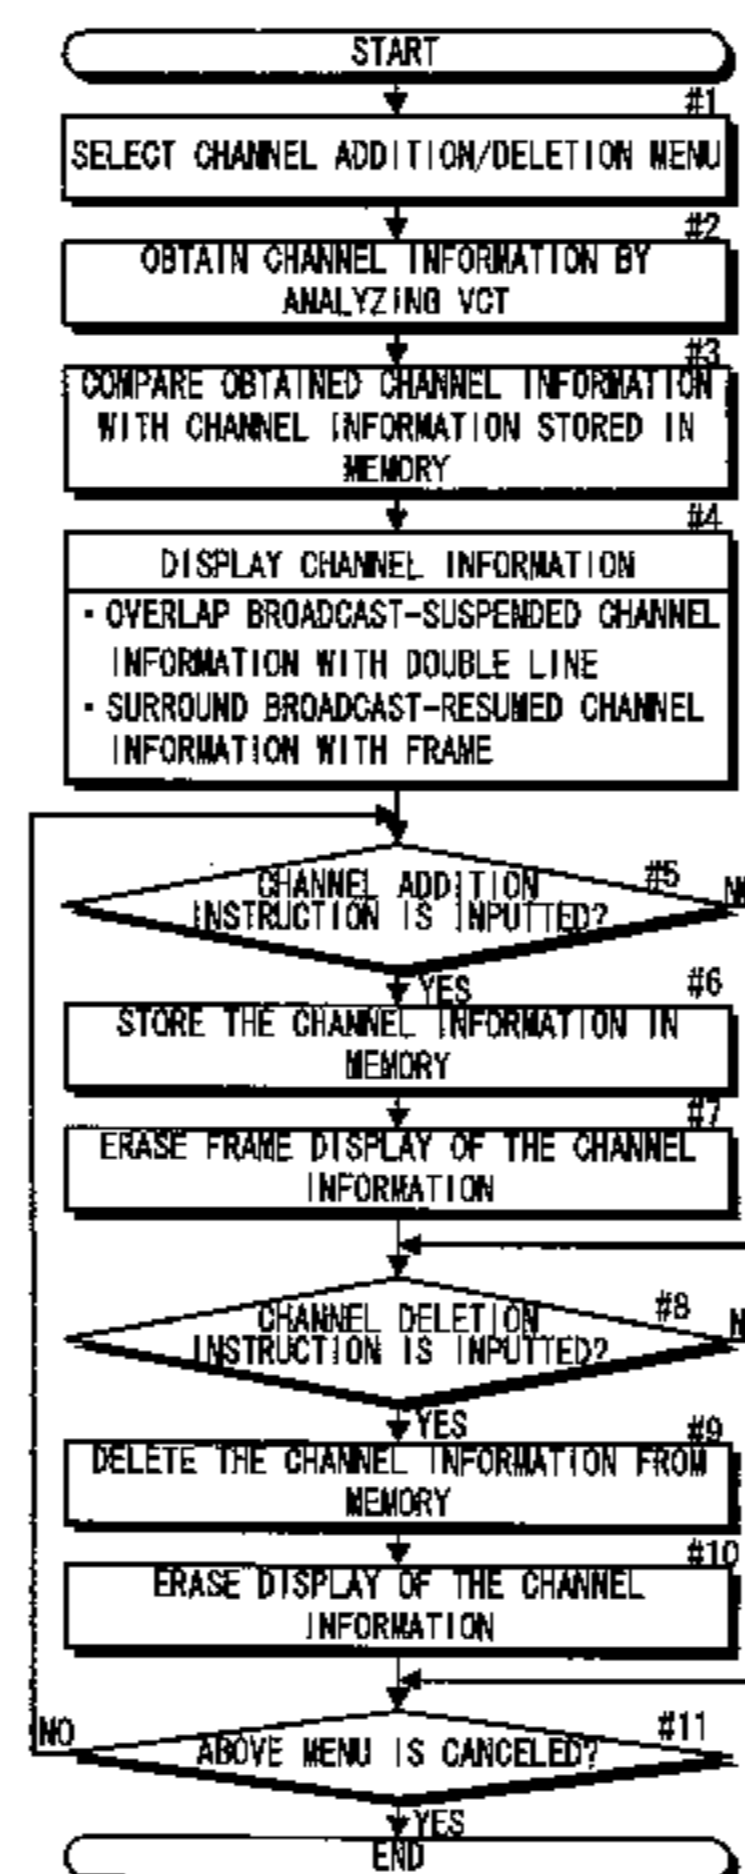 START
#1
SELECT CHANNEL ADDITION/DELETION MENU
#2
OBTAIN CHANNEL INFORMATION BY
ANALYZING VCT
#3
COMPARE OBTAINED CHANNEL INFORMATION
WITH CHANNEL INFORMATION STORED IN
MEMORY
#4
DISPLAY CHANNEL INFORMATION
・OVERLAP BROADCAST-SUSPENDED CHANNEL
INFORMATION WITH DOUBLE LINE
・SURROUND BROADCAST-RESUMED CHANNEL
INFORMATION WITH FRAME
#5
CHANNEL ADDITION
INSTRUCTION IS INPUTTED?
YES
#6
STORE THE CHANNEL INFORMATION IN
MEMORY
#7
ERASE FRAME DISPLAY OF THE CHANNEL
INFORMATION
#8
CHANNEL DELETION
INSTRUCTION IS INPUTTED?
YES
#9
DELETE THE CHANNEL INFORMATION FROM
MEMORY
#10
ERASE DISPLAY OF THE CHANNEL
INFORMATION
#11
NO
ABOVE MENU IS CANCELED?
YES
END